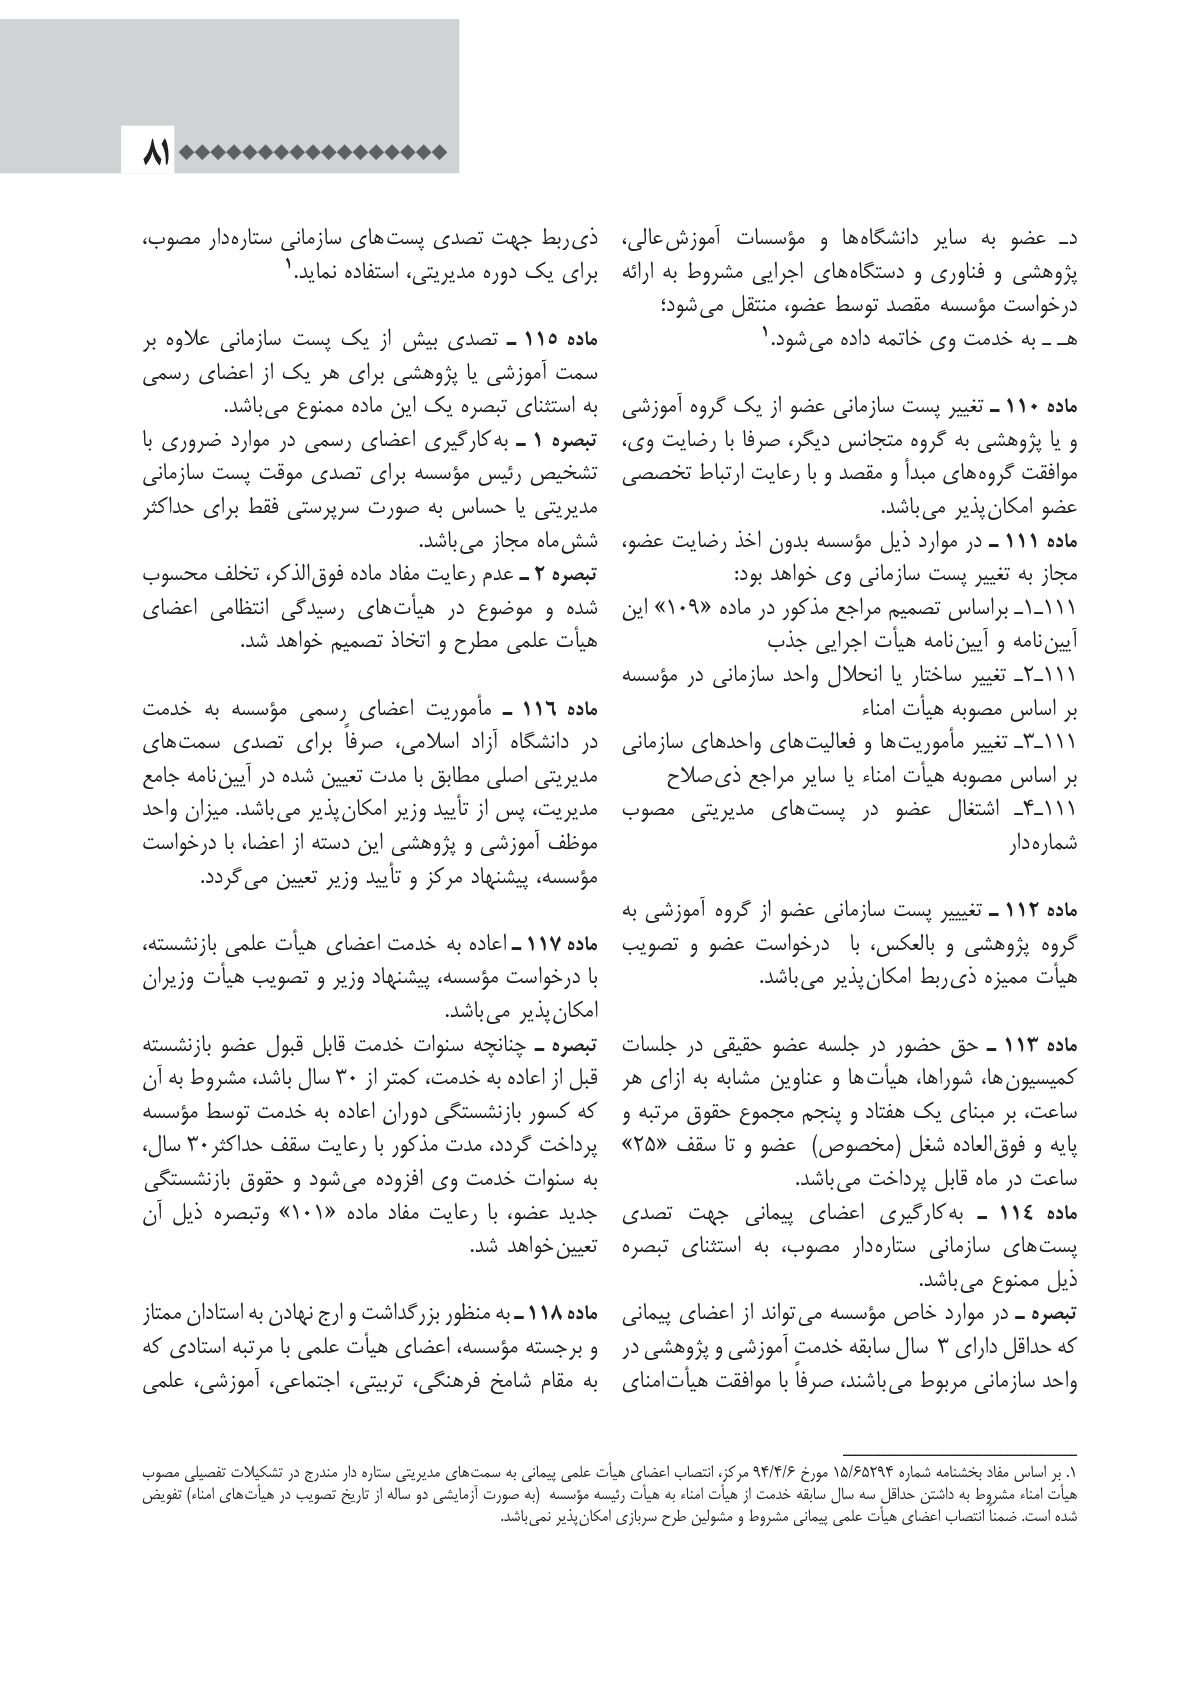 ۸۱
د‌ـ عضو به سایر دانشگاه‌ها و مؤسسات آموزش‌عالی،
پژوهشی و فناوری و دستگاه‌های اجرایی مشروط به ارائه
درخواست مؤسسه مقصد توسط عضو، منتقل می‌شود؛
هـ ـ به خدمت وی خاتمه داده می‌شود.۱
ماده ۱۱۰ ـ تغییر پست سازمانی عضو از یک گروه آموزشی
و یا پژوهشی به گروه متجانس دیگر، صرفا با رضایت وی،
موافقت گروه‌های مبدأ و مقصد و با رعایت ارتباط تخصصی
عضو امکان‌پذیر می‌باشد.
ماده ۱۱۱ ـ در موارد ذیل مؤسسه بدون اخذ رضایت عضو،
مجاز به تغییر پست سازمانی وی خواهد بود:
۱۱۱ـ۱ـ براساس تصمیم مراجع مذکور در ماده «۱۰۹» این
آیین‌نامه و آیین‌نامه هیأت اجرایی جذب
۱۱۱ـ۲ـ تغییر ساختار یا انحلال واحد سازمانی در مؤسسه
بر اساس مصوبه هیأت امناء
۱۱۱ـ۳ـ تغییر مأموریت‌ها و فعالیت‌های واحدهای سازمانی
بر اساس مصوبه هیأت امناء یا سایر مراجع ذی‌صلاح
۱۱۱ـ۴ـ اشتغال عضو در پست‌های مدیریتی مصوب
شماره‌دار
ماده ۱۱۲ ـ تغیییر پست سازمانی عضو از گروه آموزشی به
گروه پژوهشی و بالعکس، با درخواست عضو و تصویب
هیأت ممیزه ذی‌ربط امکان‌پذیر می‌باشد.
ماده ۱۱۳ ـ حق حضور در جلسه عضو حقیقی در جلسات
کمیسیون‌ها، شوراها، هیأت‌ها و عناوین مشابه به ازای هر
ساعت، بر مبنای یک هفتاد و پنجم مجموع حقوق مرتبه و
پایه و فوق‌العاده شغل (مخصوص) عضو و تا سقف «۲۵»
ساعت در ماه قابل پرداخت می‌باشد.
ماده ۱۱٤ ـ به‌کارگیری اعضای پیمانی جهت تصدی
پست‌های سازمانی ستاره‌دار مصوب، به استثنای تبصره
ذیل ممنوع می‌باشد.
تبصره ـ در موارد خاص مؤسسه می‌تواند از اعضای پیمانی
که حداقل دارای ۳ سال سابقه خدمت آموزشی و پژوهشی در
واحد سازمانی مربوط می‌باشند، صرفاً با موافقت هیأت‌امنای
ذی‌ربط جهت تصدی پست‌های سازمانی ستاره‌دار مصوب،
برای یک دوره مدیریتی، استفاده نماید.۱
ماده ۱۱۵ ـ تصدی بیش از یک پست سازمانی علاوه بر
سمت آموزشی یا پژوهشی برای هر یک از اعضای رسمی
به استثنای تبصره یک این ماده ممنوع می‌باشد.
تبصره ۱ ـ به‌کارگیری اعضای رسمی در موارد ضروری با
تشخیص رئیس مؤسسه برای تصدی موقت پست سازمانی
مدیریتی یا حساس به صورت سرپرستی فقط برای حداکثر
شش‌ماه مجاز می‌باشد.
تبصره ۲ ـ عدم رعایت مفاد ماده فوق‌الذکر، تخلف محسوب
شده و موضوع در هیأت‌های رسیدگی انتظامی اعضای
هیأت علمی مطرح و اتخاذ تصمیم خواهد شد.
ماده ۱۱٦ ـ مأموریت اعضای رسمی مؤسسه به خدمت
در دانشگاه آزاد اسلامی، صرفاً برای تصدی سمت‌های
مدیریتی اصلی مطابق با مدت تعیین شده در آیین‌نامه جامع
مدیریت، پس از تأیید وزیر امکان‌پذیر می‌باشد. میزان واحد
موظف آموزشی و پژوهشی این دسته از اعضا، با درخواست
مؤسسه، پیشنهاد مرکز و تأیید وزیر تعیین می‌گردد.
ماده ۱۱۷ ـ اعاده به خدمت اعضای هیأت علمی بازنشسته،
با درخواست مؤسسه، پیشنهاد وزیر و تصویب هیأت وزیران
امکان‌پذیر می‌باشد.
تبصره ـ چنانچه سنوات خدمت قابل قبول عضو بازنشسته
قبل از اعاده به خدمت، کمتر از ۳۰ سال باشد، مشروط به آن
که کسور بازنشستگی دوران اعاده به خدمت توسط مؤسسه
پرداخت گردد، مدت مذکور با رعایت سقف حداکثر۳۰ سال،
به سنوات خدمت وی افزوده می‌شود و حقوق بازنشستگی
جدید عضو، با رعایت مفاد ماده «۱۰۱» وتبصره ذیل آن
تعیین‌خواهد شد.
ماده ۱۱۸ ـ به منظور بزرگداشت و ارج نهادن به استادان ممتاز
و برجسته مؤسسه، اعضای هیأت علمی با مرتبه استادی که
به مقام شامخ فرهنگی، تربیتی، اجتماعی، آموزشی، علمی
۱. بر اساس مفاد بخشنامه شماره ۱۵/۶۵۲۹۴ مورخ ۹۴/۴/۶ مرکز، انتصاب اعضای هیأت علمی پیمانی به سمت‌های مدیریتی ستاره دار مندرج در تشکیلات تفصیلی مصوب
هیأت امناء مشروط به داشتن حداقل سه سال سابقه خدمت از هیأت امناء به هیأت رئیسه مؤسسه (به صورت آزمایشی دو ساله از تاریخ تصویب در هیأت‌های امناء) تفویض
شده است. ضمناً انتصاب اعضای هیأت علمی پیمانی مشروط و مشولین طرح سربازی امکان‌پذیر نمی‌باشد.